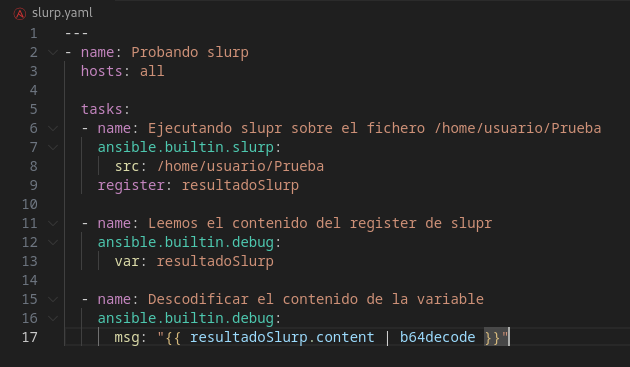 slurp.yaml
1 ---
2 - name: Probando slurp
3   hosts: all
4
5   tasks:
6   - name: Ejecutando slupr sobre el fichero /home/usuario/Prueba
7     ansible.builtin.slurp:
8       src: /home/usuario/Prueba
9     register: resultadoSlurp
10
11   - name: Leemos el contenido del register de slupr
12     ansible.builtin.debug:
13       var: resultadoSlurp
14
15   - name: Descodificar el contenido de la variable
16     ansible.builtin.debug:
17       msg: "{{ resultadoSlurp.content | b64decode }}"